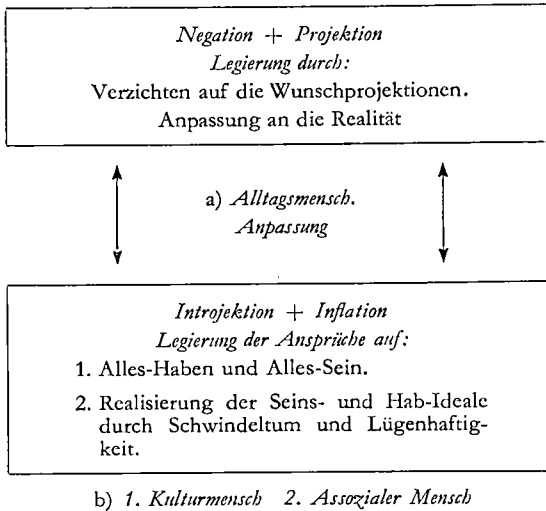 Negation + Projektion
Legierung durch:
Verzichten auf die Wunschprojektionen.
Anpassung an die Realität
a) Alltagsmensch.
Anpassung
Introjektion + Inflation
Legierung der Ansprüche auf:
1. Alles-Haben und Alles-Sein.
2. Realisierung der Seins- und Hab-Ideale
durch Schwindeltum und Lügenhaftig-
keit.
b) 1. Kulturmensch 2. Assozialer Mensch